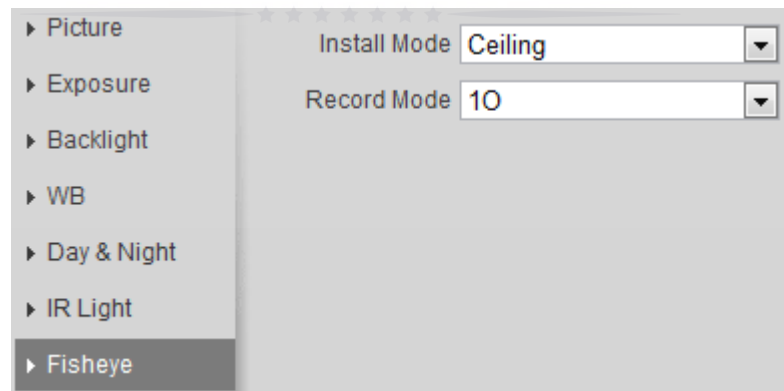 Picture
Exposure
Backlight
WB
Day & Night
IR Light
Fisheye
Install Mode Ceiling
Record Mode 1O